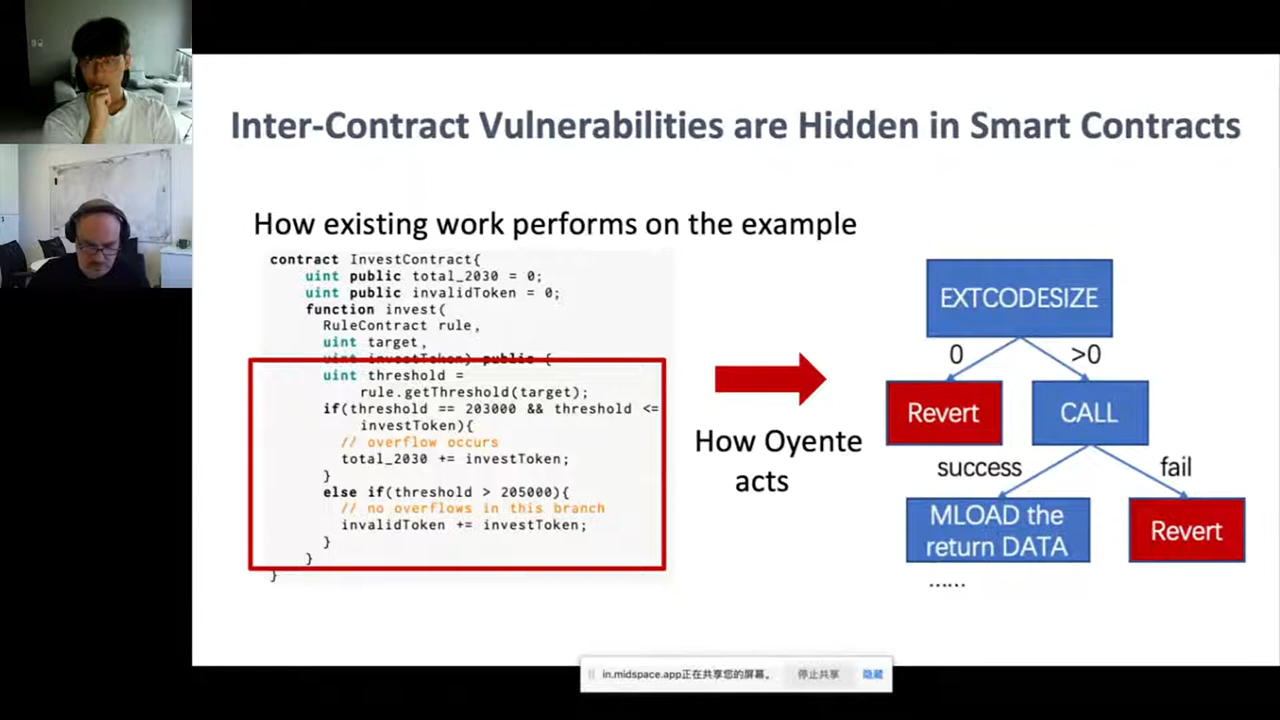 Inter-Contract Vulnerabilities are Hidden in Smart Contracts
How existing work performs on the example
contract InvestContract{
uint public total_2030 = 0;
uint public invalidToken = 0;
function invest(
RuleContract rule,
uint target,
uint investToken) public {
uint threshold =
rule.getThreshold(target);
if(threshold == 203000 && threshold <=
investToken){
// overflow occurs
total_2030 += investToken;
}
else if(threshold > 205000){
// no overflows in this branch
invalidToken += investToken;
}
}
}
How Oyente
acts
EXTCODESIZE
0
>0
Revert
CALL
success
fail
MLOAD the
return DATA
Revert
......
in.midspace.app正在共享您的屏幕。
停止共享
隐藏